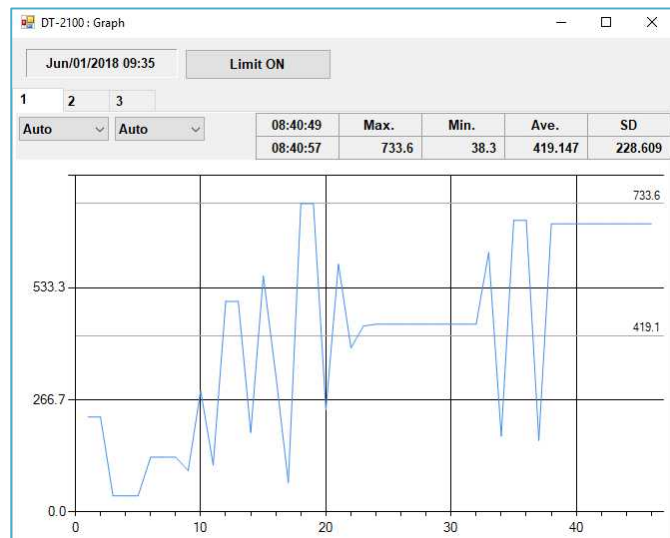 DT-2100 : Graph
Jun/01/2018 09:35 Limit ON
1 2 3
Auto Auto 08:40:49 Max. Min. Ave. SD
08:40:57 733.6 38.3 419.147 228.609
733.6
533.3
419.1
266.7
0.0
0 10 20 30 40